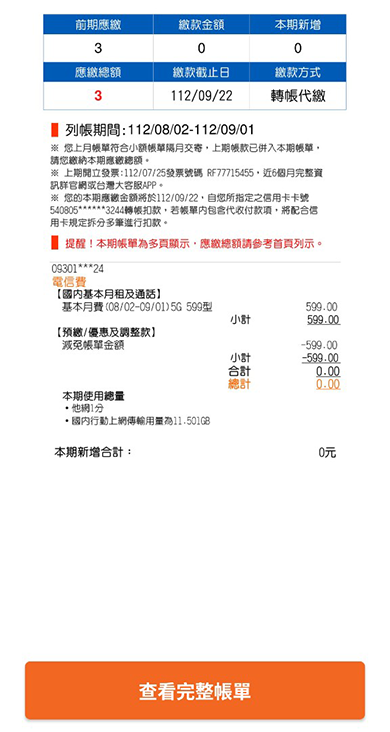 前期應繳 繳款金額 本期新增
3 0 0
應繳總額 繳款截止日 繳款方式
3 112/09/22 轉帳代繳
列帳期間:112/08/02-112/09/01
※ 您上月帳單符合小額帳單隔月交寄，上期帳款已併入本期帳單，
請您繳納本期應繳總額。
※ 上期開立發票:112/07/25發票號碼 RF77715455，近6個月完整資
訊詳官網或台灣大客服APP。
※ 您的本期應繳金額將於112/09/22，自您所指定之信用卡卡號
540805******3244轉帳扣款，若帳單內包含代收付款項，將配合信
用卡規定拆分多筆進行扣款。
提醒！本期帳單為多頁顯示，應繳總額請參考首頁列示。
09301***24
電信費
【國內基本月租及通話】
基本月費(08/02-09/01)5G 599型 599.00
小計 599.00
【預繳/優惠及調整款】
減免帳單金額 -599.00
小計 -599.00
合計 0.00
總計 0.00
本期使用總量
•他網1分
•國內行動上網傳輸用量為11.501GB
本期新增合計： 0元
查看完整帳單